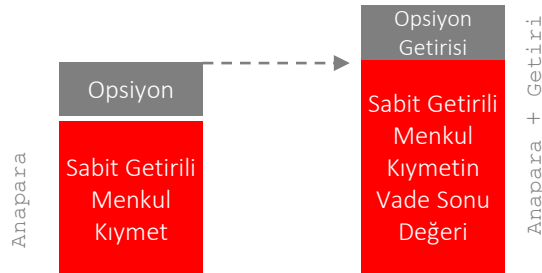 Anapara
Opsiyon
Sabit Getirili
Menkul
Kıymet
Opsiyon
Getirisi
Sabit Getirili
Menkul
Kıymetin
Vade Sonu
Değeri
Anapara + Getiri